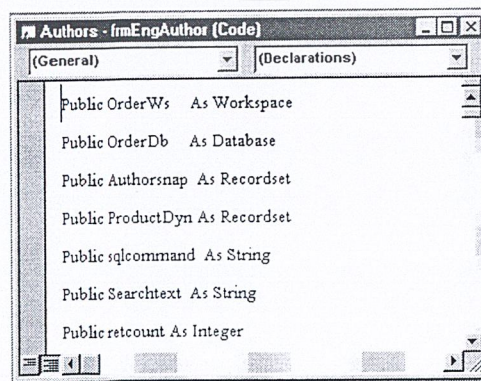 Authors - frmEngAuthor (Code)
(General) (Declarations)
Public OrderWs As Workspace
Public OrderDb As Database
Public Authorsnap As Recordset
Public ProductDyn As Recordset
Public sqlcommand As String
Public Searchtext As String
Public retcount As Integer